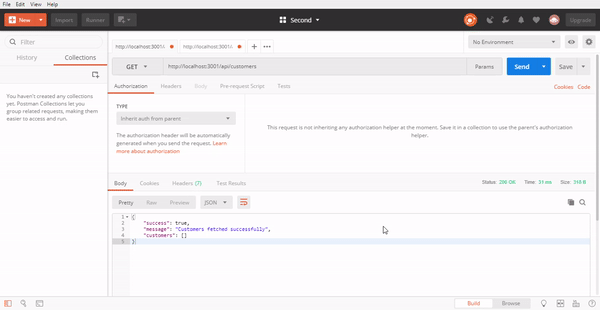 File Edit View Help
New Import Runner Second Upgrade
Filter
History Collections
You haven't created any collections
yet. Postman Collections let you
group related requests, making them
easier to access and run.
http://localhost:3001/ http://localhost:3001/ No Environment
GET http://localhost:3001/api/customers Params Send Save
Authorization Headers Body Pre-request Script Tests Cookies Code
TYPE
Inherit auth from parent
The authorization header will be automatically
generated when you send the request. Learn
more about authorization
This request is not inheriting any authorization helper at the moment. Save it in a collection to use the parent's authorization
helper.
Body Cookies Headers (7) Test Results Status: 200 OK Time: 31 ms Size:
Pretty Raw Preview JSON
1 {
2 "success": true,
3 "message": "Customers fetched successfully",
4 "customers": []
5 }
Build Browse